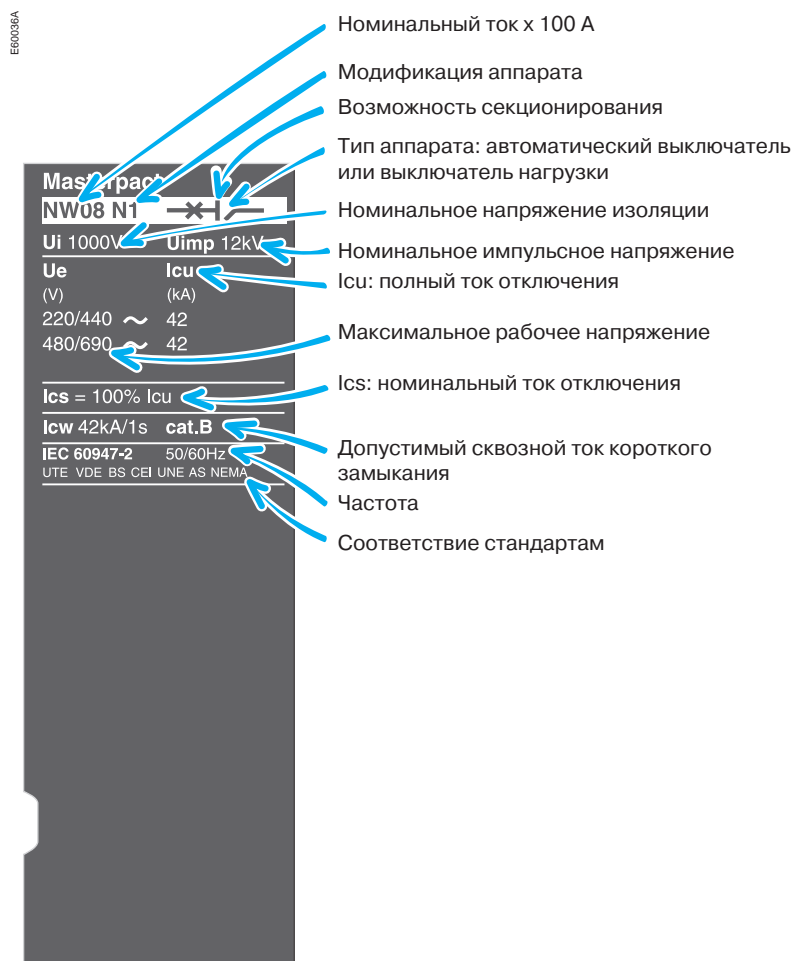 E60036A
Номинальный ток x 100 А
Модификация аппарата
Возможность секционирования
Тип аппарата: автоматический выключатель
или выключатель нагрузки
Номинальное напряжение изоляции
Номинальное импульсное напряжение
Icu: полный ток отключения
Максимальное рабочее напряжение
Ics: номинальный ток отключения
Допустимый сквозной ток короткого
замыкания
Частота
Соответствие стандартам
Masterpact
NW08 N1
Ui 1000V Uimp 12kV
Ue Icu
(V) (kA)
220/440 ~ 42
480/690 ~ 42
Ics = 100% Icu
Icw 42kA/1s cat.B
IEC 60947-2 50/60Hz
UTE VDE BS CEI UNE AS NEMA